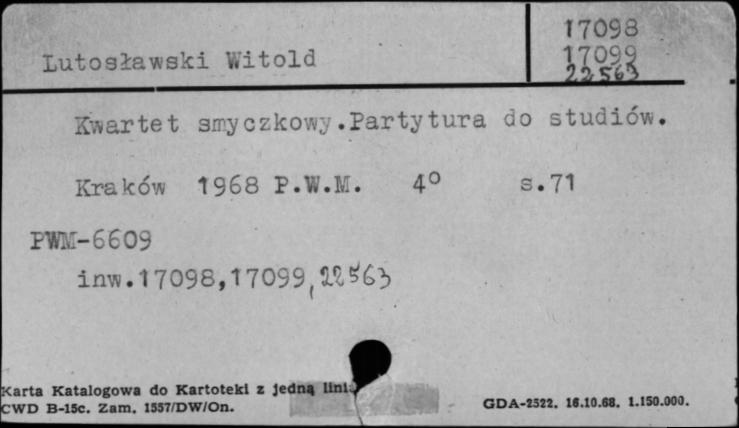 17098
Lutosławski Witold
17099
22563
Kwartet smyczkowy.Partytura do studiów.
Kraków 1968 P.W.M. 4° s.71
PWM-6609
inw.17098,17099,22563
Karta Katalogowa do Kartoteki z jedną lini
CWD B-15c. Zam. 1557/DW/On.
GDA-2522. 16.10.68. 1.150.000.